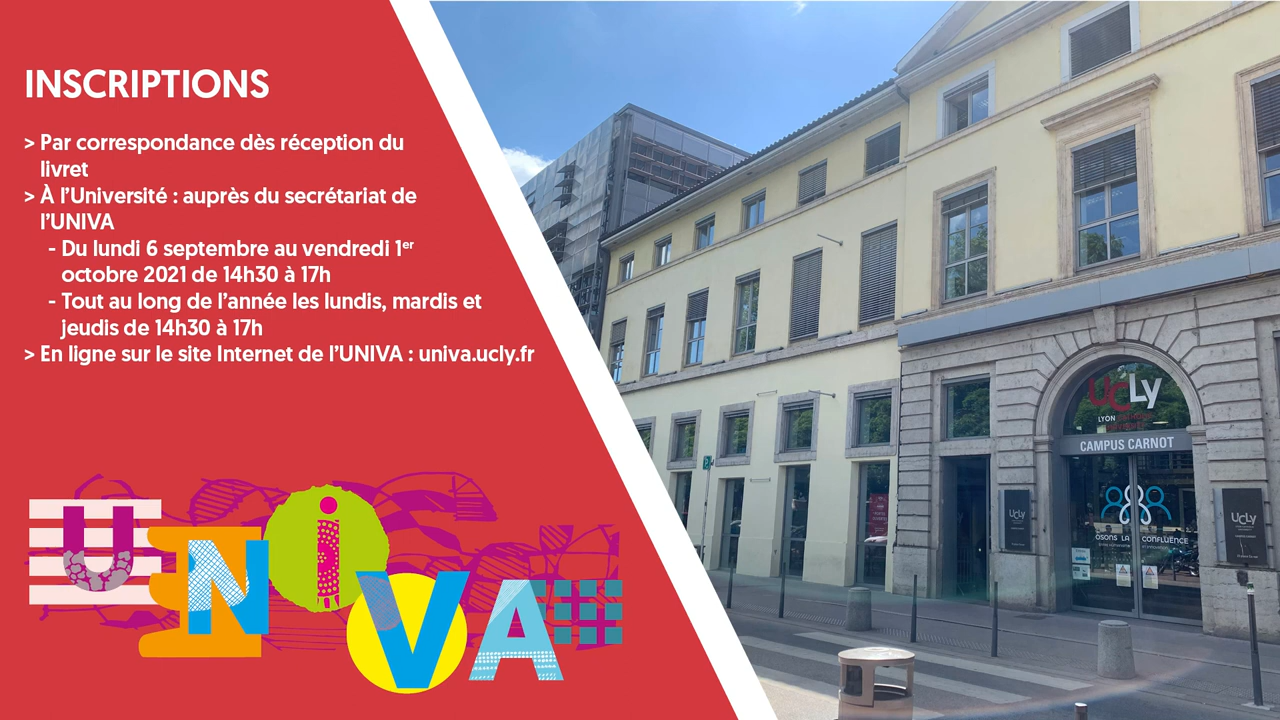 INSCRIPTIONS
> Par correspondance dès réception du
livret
> À l’Université : auprès du secrétariat de
l’UNIVA
- Du lundi 6 septembre au vendredi 1er
octobre 2021 de 14h30 à 17h
- Tout au long de l’année les lundis, mardis et
jeudis de 14h30 à 17h
> En ligne sur le site Internet de l’UNIVA : univa.ucly.fr
UNiVA
UCLy
LYON
CAMPUS CARNOT
OSONS LA CONFLUENCE
UCLy
UCLy